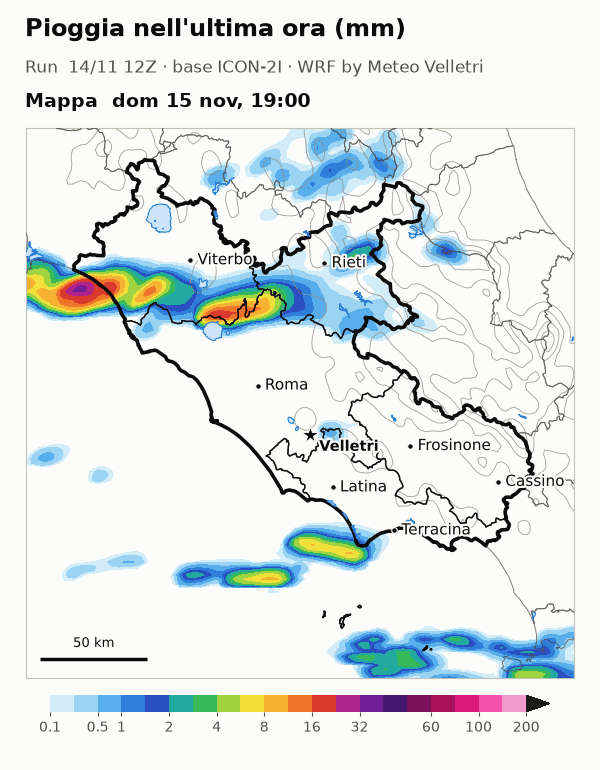 Pioggia nell'ultima ora (mm)
Run  14/11 12Z · base ICON-2I · WRF by Meteo Velletri
Mappa  dom 15 nov, 19:00
Viterbo
Rieti
Roma
Velletri
Frosinone
Cassino
Latina
Terracina
50 km
0.1 0.5 1 2 4 8 16 32 60 100 200